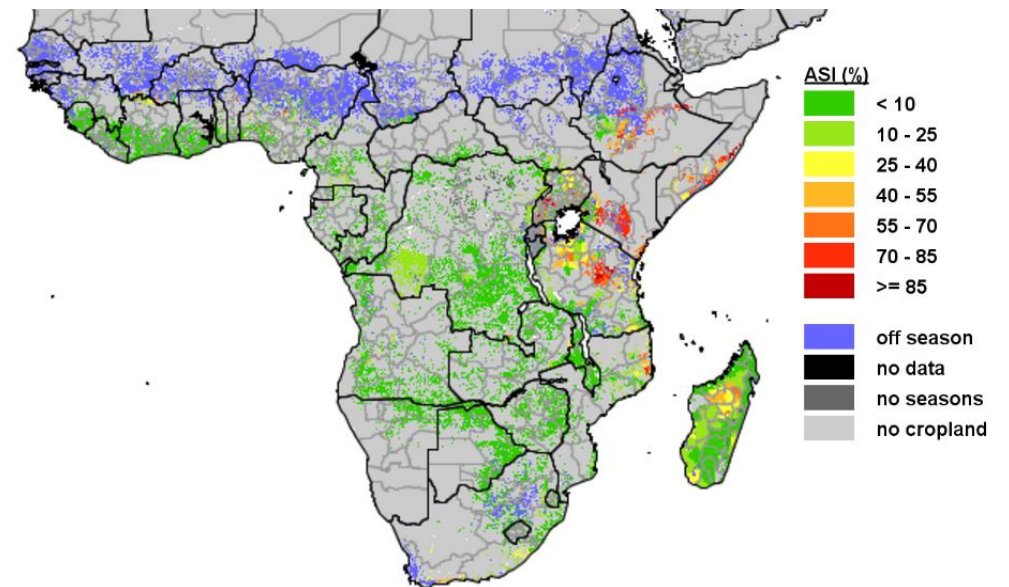 ASI (%)
< 10
10 - 25
25 - 40
40 - 55
55 - 70
70 - 85
>= 85
off season
no data
no seasons
no cropland